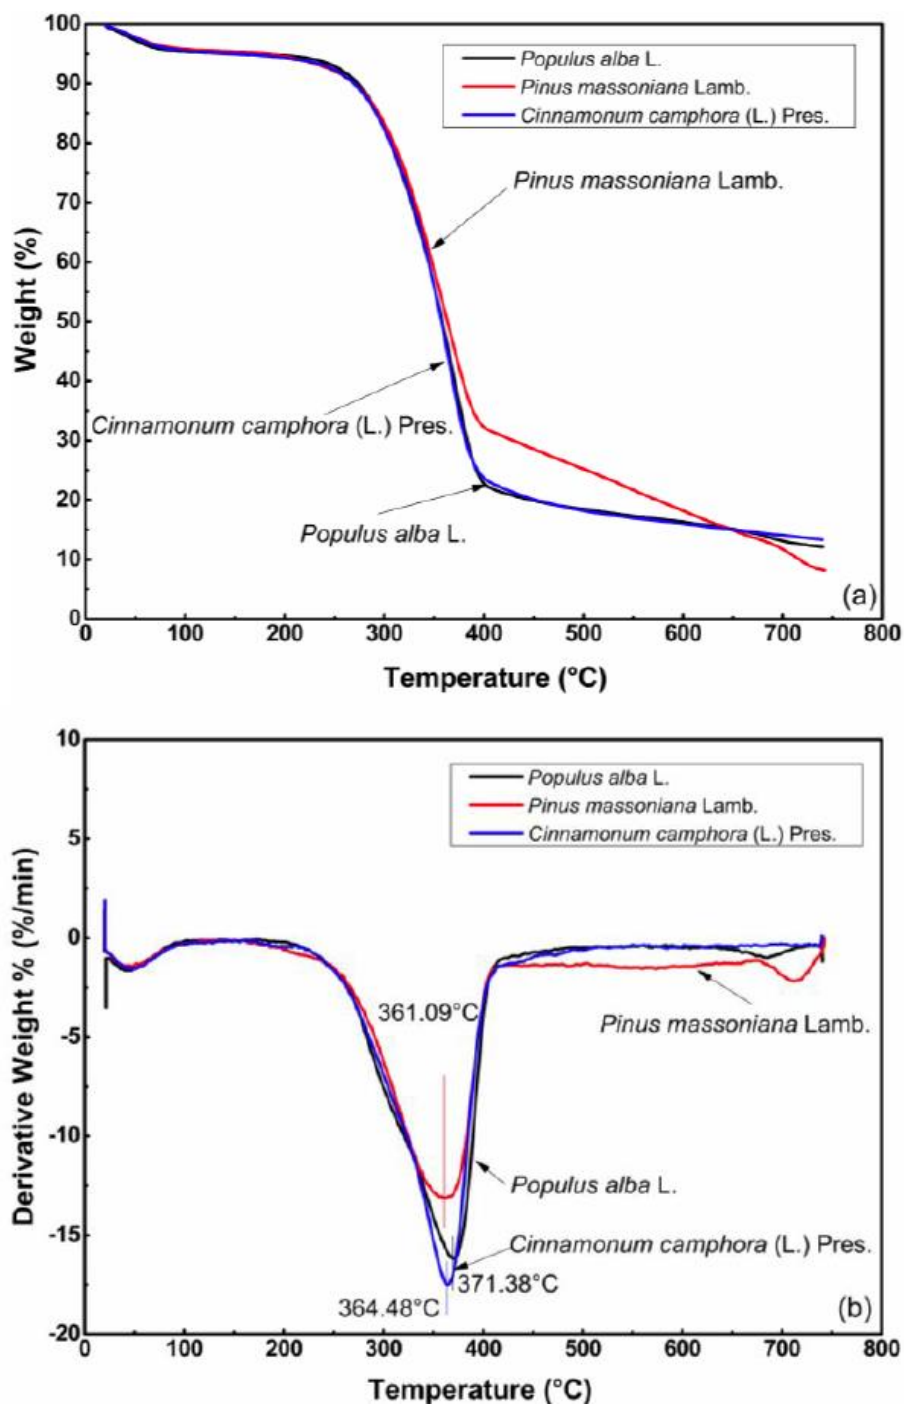 100
90
80
70
60
50
40
30
20
10
0
Weight (%)
Populus alba L.
Pinus massoniana Lamb.
Cinnamonum camphora (L.) Pres.
Pinus massoniana Lamb.
Cinnamonum camphora (L.) Pres.
Populus alba L.
(a)
0 100 200 300 400 500 600 700 800
Temperature (°C)
10
5
0
-5
-10
-15
-20
Derivative Weight % (%/min)
Populus alba L.
Pinus massoniana Lamb.
Cinnamonum camphora (L.) Pres.
361.09°C
Pinus massoniana Lamb.
Populus alba L.
Cinnamonum camphora (L.) Pres.
371.38°C
364.48°C
(b)
0 100 200 300 400 500 600 700 800
Temperature (°C)